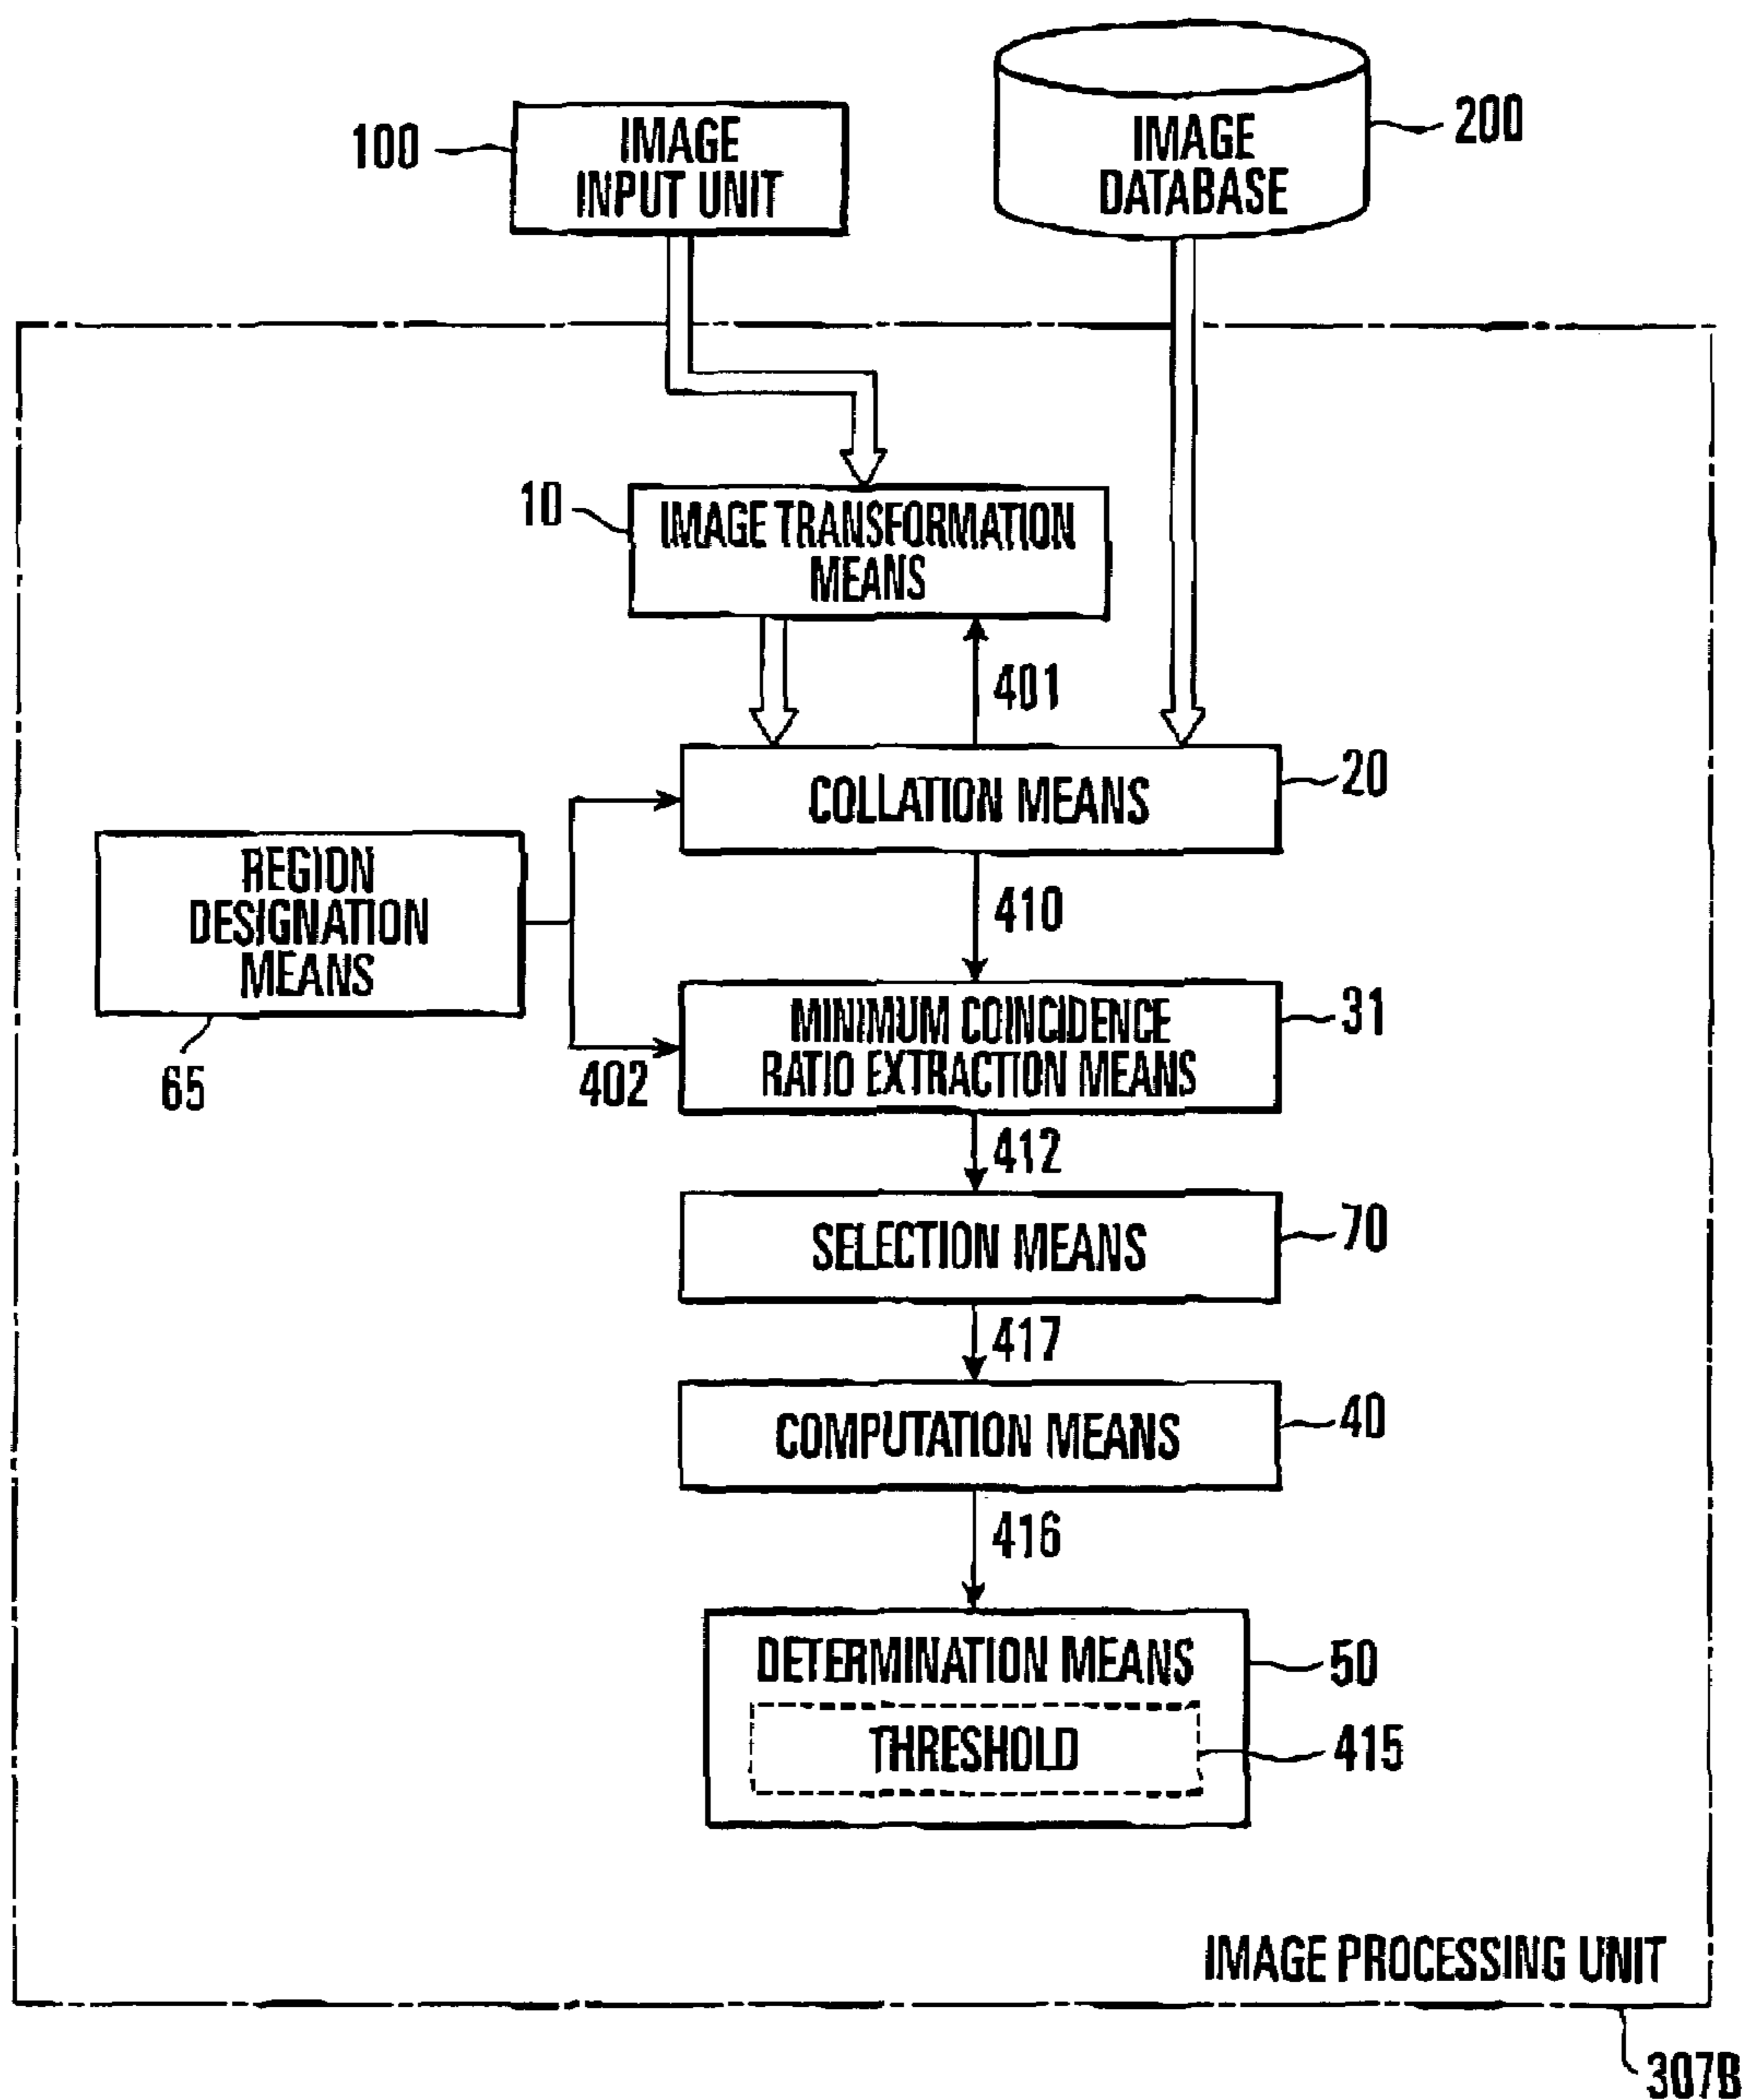 100
IMAGE
INPUT UNIT
IMAGE
DATABASE
200
10
IMAGE TRANSFORMATION
MEANS
401
COLLATION MEANS
20
REGION
DESIGNATION
MEANS
65
410
402
MINIMUM COINCIDENCE
RATIO EXTRACTION MEANS
31
412
SELECTION MEANS
70
417
COMPUTATION MEANS
40
416
DETERMINATION MEANS
50
THRESHOLD
415
IMAGE PROCESSING UNIT
307B